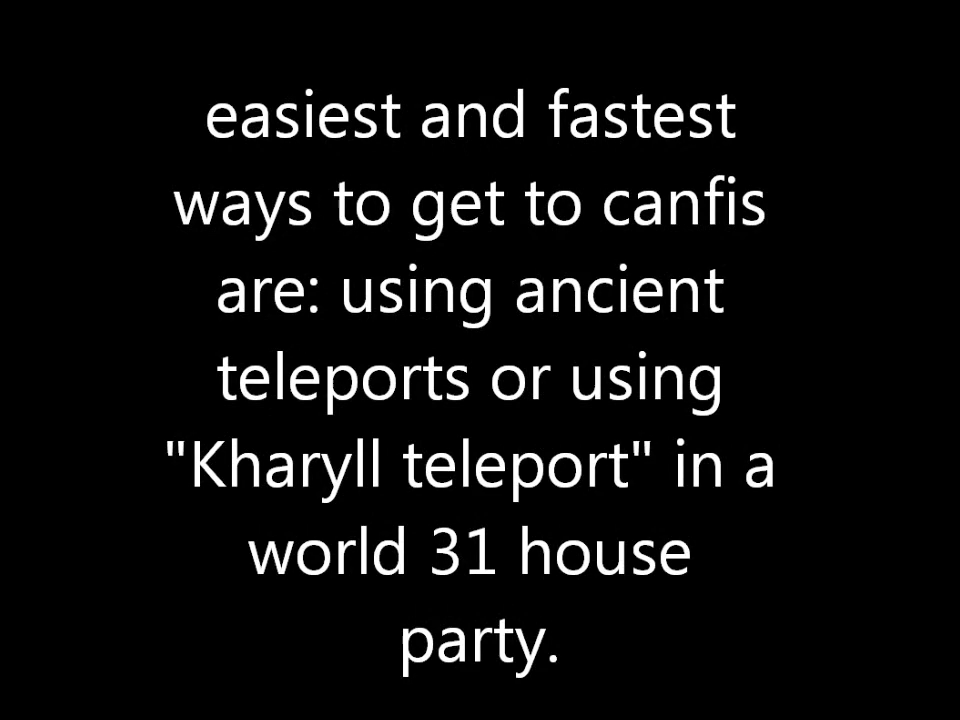 easiest and fastest
ways to get to canfis
are: using ancient
teleports or using
"Kharyll teleport" in a
world 31 house
party.